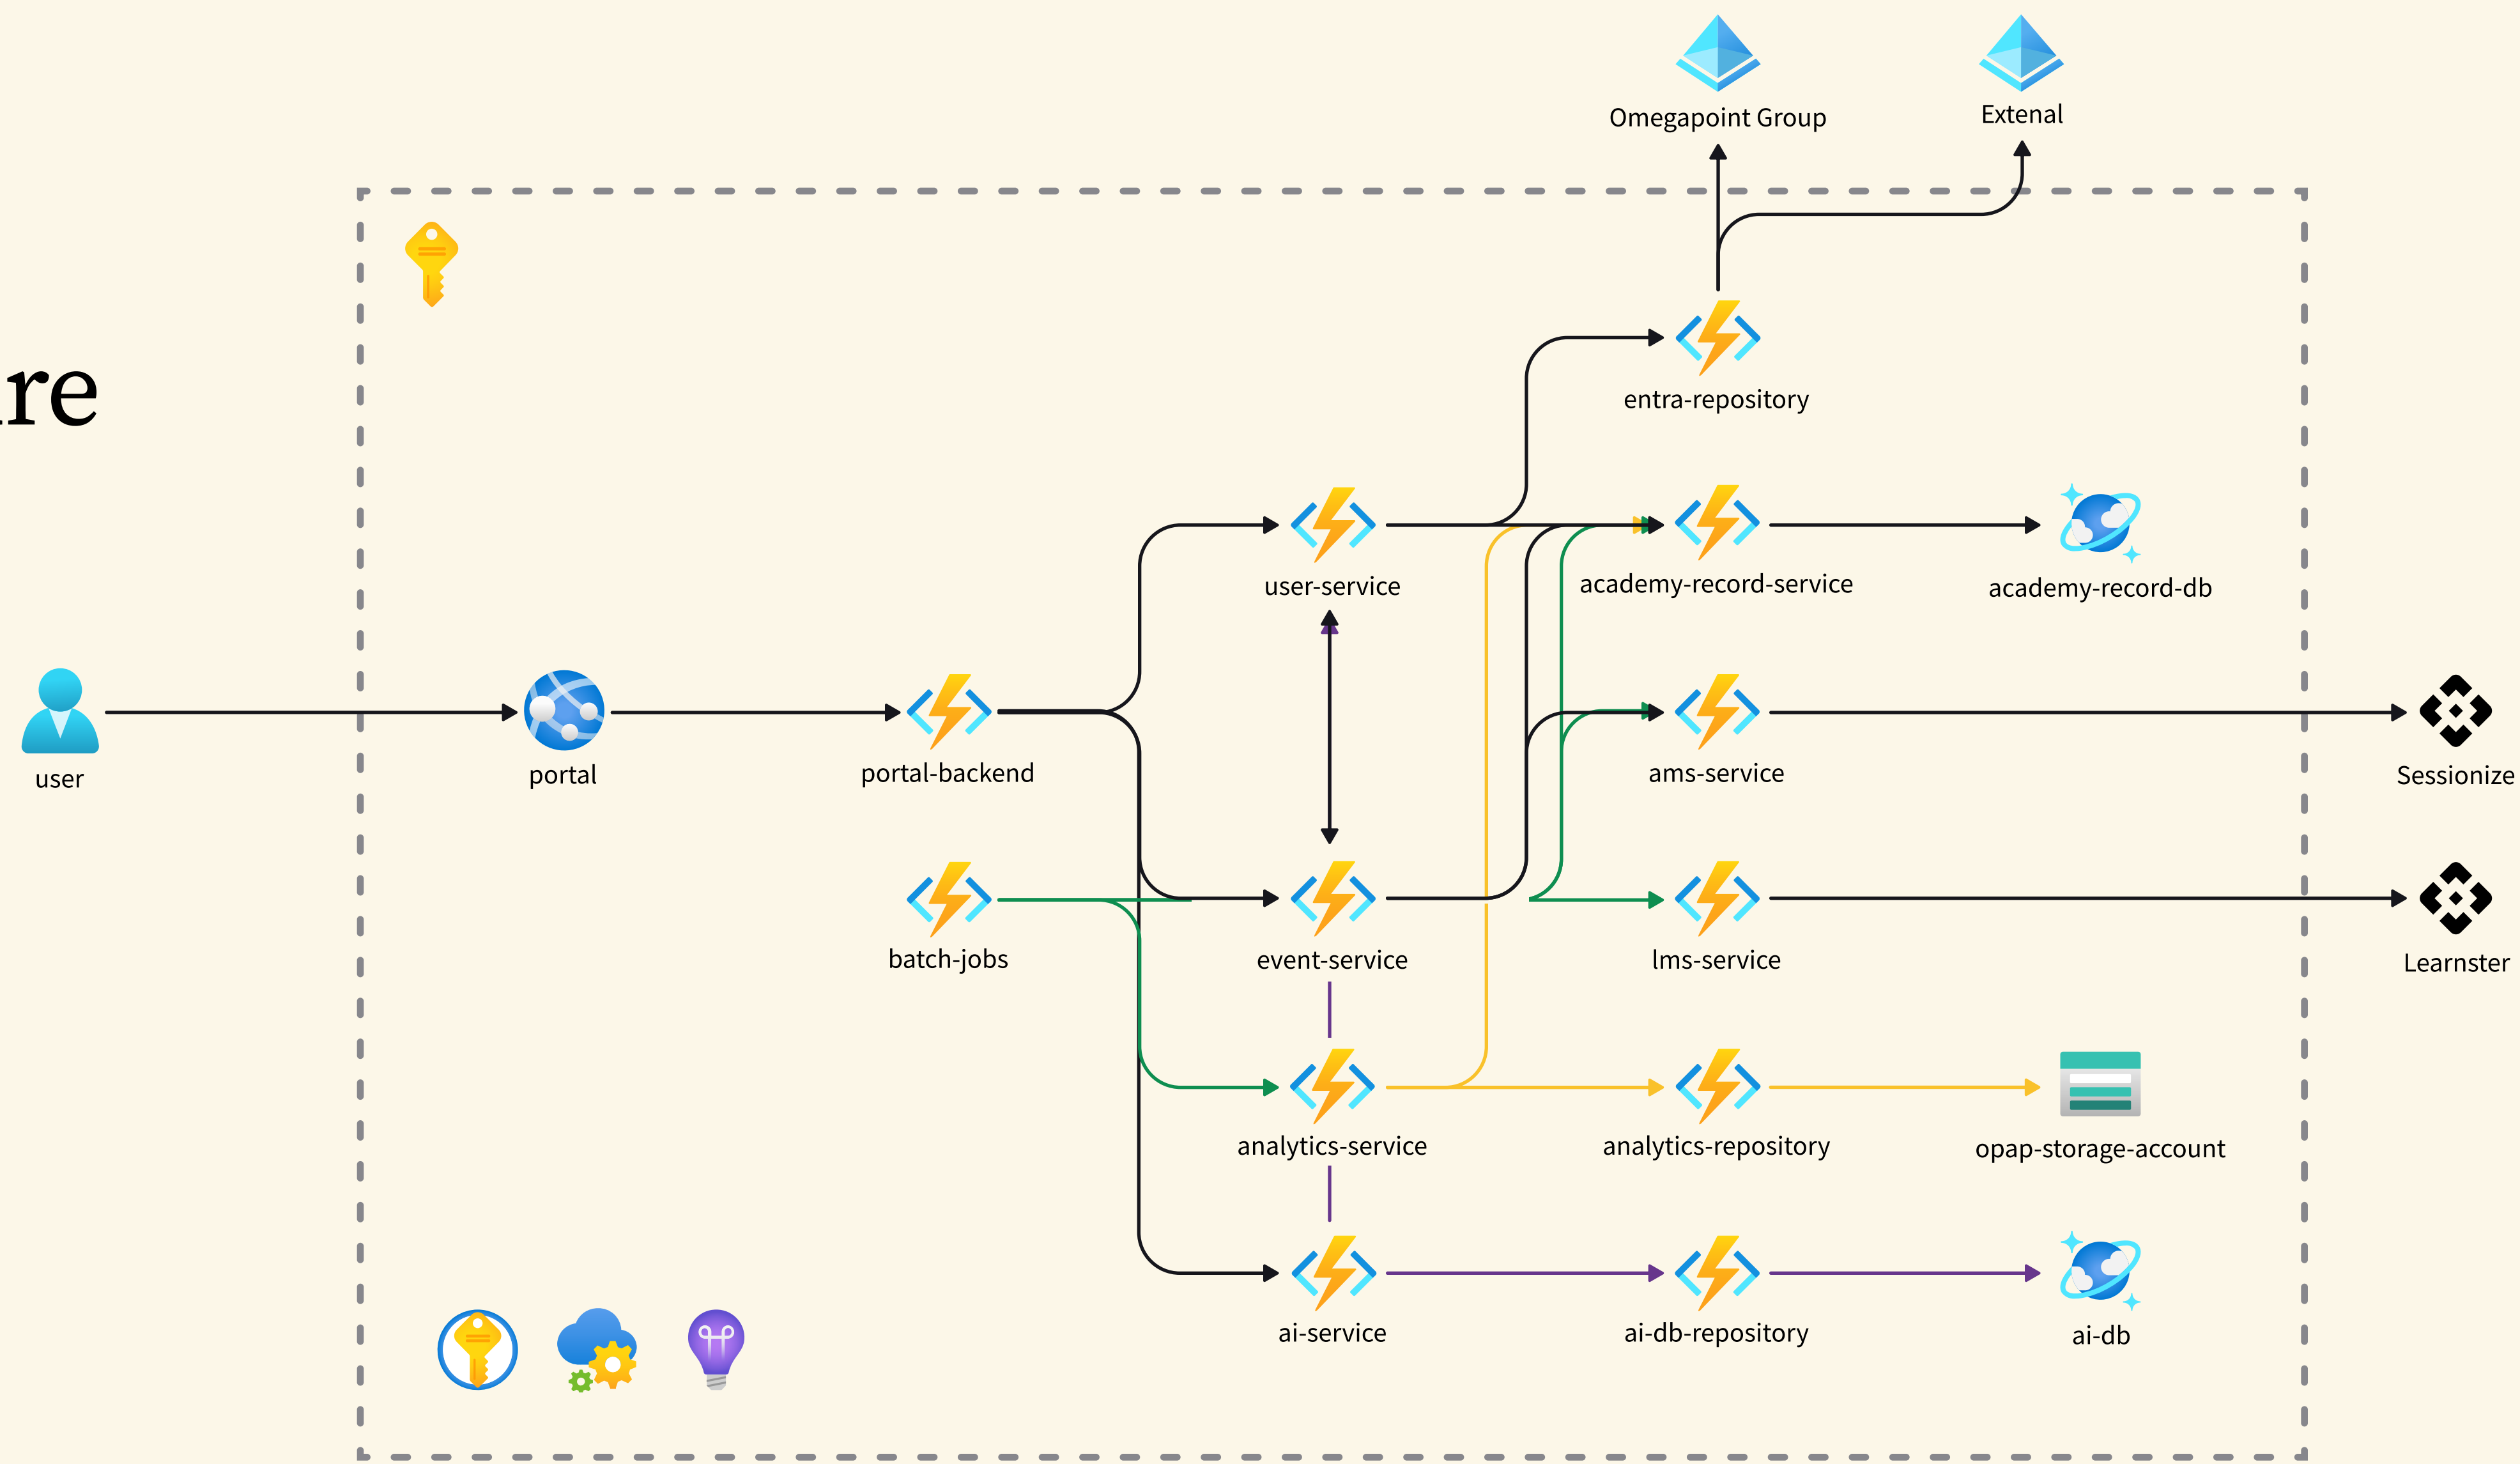 Omegapoint Group
Extenal
re
entra-repository
user-service
academy-record-service
academy-record-db
user
portal
portal-backend
ams-service
Sessionize
batch-jobs
event-service
lms-service
Learnster
analytics-service
analytics-repository
opap-storage-account
ai-service
ai-db-repository
ai-db